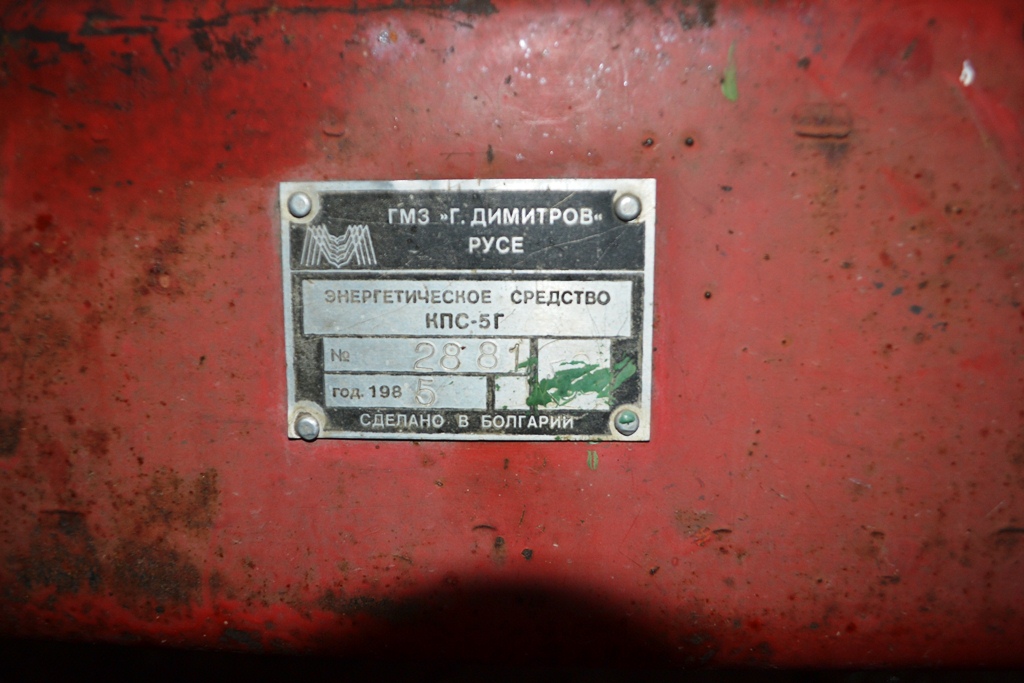 ГМЗ »Г. ДИМИТРОВ«
РУСЕ
ЭНЕРГЕТИЧЕСКОЕ СРЕДСТВО
КПС-5Г
№ 2881
год. 1985
СДЕЛАНО В БОЛГАРИИ